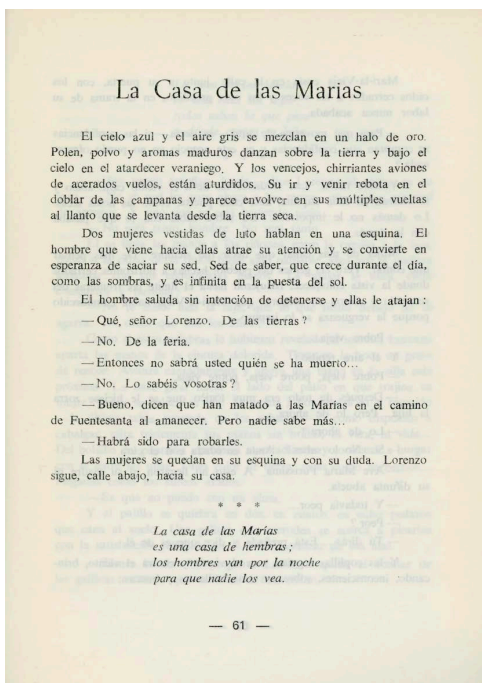 La Casa de las Marías
El cielo azul y el aire gris se mezclan en un halo de oro.
Polen, polvo y aromas maduros danzan sobre la tierra y bajo el
cielo en el atardecer veraniego. Y los vencejos, chirriantes aviones
de acerados vuelos, están aturdidos. Su ir y venir rebota en el
doblar de las campanas y parece envolver en sus múltiples vueltas
al llanto que se levanta desde la tierra seca.
Dos mujeres vestidas de luto hablan en una esquina. El
hombre que viene hacia ellas atrae su atención y se convierte en
esperanza de saciar su sed. Sed de saber, que crece durante el día,
como las sombras, y es infinita en la puesta del sol.
El hombre saluda sin intención de detenerse y ellas le atajan:
—Qué, señor Lorenzo. De las tierras?
—No. De la feria.
—Entonces no sabrá usted quién se ha muerto...
—No. Lo sabéis vosotras?
—Bueno, dicen que han matado a las Marías en el camino
de Fuentesanta al amanecer. Pero nadie sabe más...
—Habrá sido para robarles.
Las mujeres se quedan en su esquina y con su duda. Lorenzo
sigue, calle abajo, hacia su casa.
* * *
La casa de las Marías
es una casa de hembras;
los hombres van por la noche
para que nadie los vea.
— 61 —